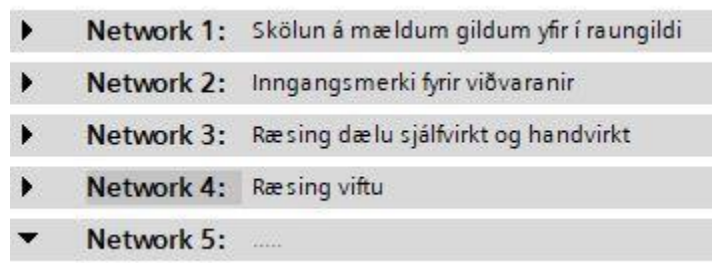 Network 1: Skölun á mældum gildum yfir í raungildi
Network 2: Inngangsmerki fyrir viðvaranir
Network 3: Ræsing dælu sjálfvirkt og handvirkt
Network 4: Ræsing viftu
Network 5: .....